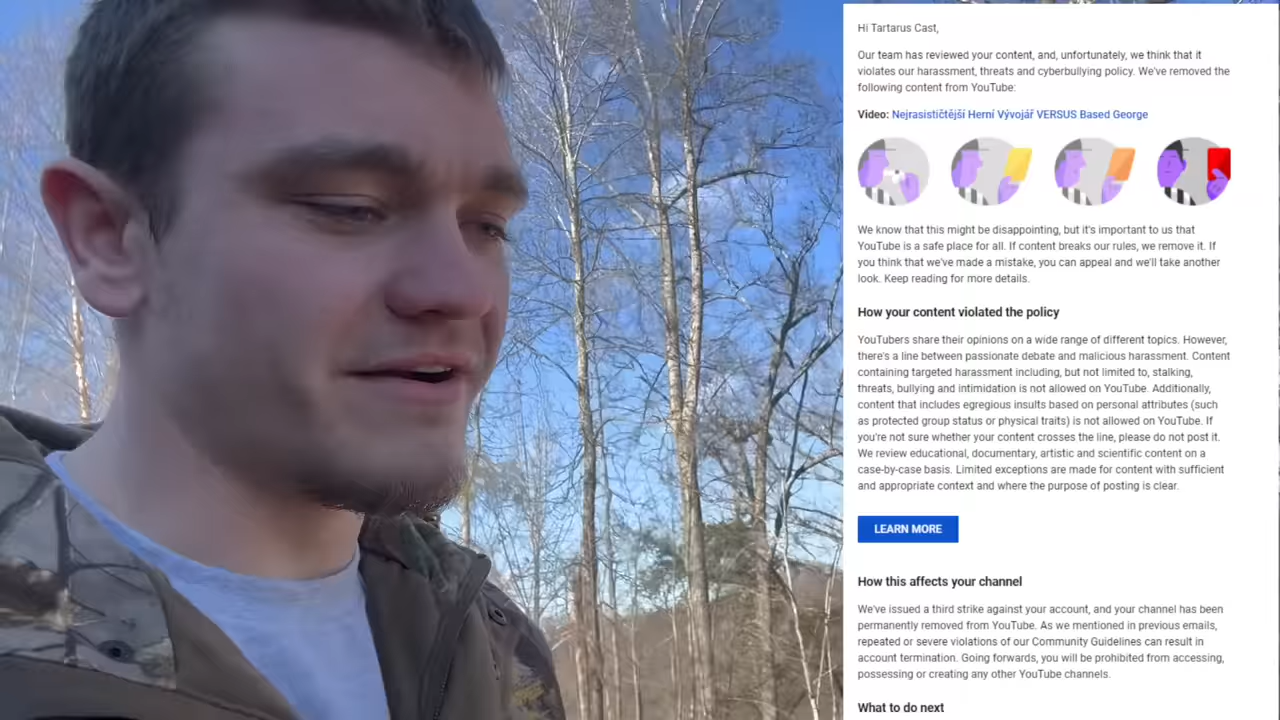 Hi Tartarus Cast,
Our team has reviewed your content, and, unfortunately, we think that it
violates our harassment, threats and cyberbullying policy. We've removed the
following content from YouTube:
Video: Nejrasističtější Herní Vývojář VERSUS Based George
We know that this might be disappointing, but it's important to us that
YouTube is a safe place for all. If content breaks our rules, we remove it. If
you think that we've made a mistake, you can appeal and we'll take another
look. Keep reading for more details.
How your content violated the policy
YouTubers share their opinions on a wide range of different topics. However,
there's a line between passionate debate and malicious harassment. Content
containing targeted harassment including, but not limited to, stalking,
threats, bullying and intimidation is not allowed on YouTube. Additionally,
content that includes egregious insults based on personal attributes (such
as protected group status or physical traits) is not allowed on YouTube. If
you're not sure whether your content crosses the line, please do not post it.
We review educational, documentary, artistic and scientific content on a
case-by-case basis. Limited exceptions are made for content with sufficient
and appropriate context and where the purpose of posting is clear.
LEARN MORE
How this affects your channel
We've issued a third strike against your account, and your channel has been
permanently removed from YouTube. As we mentioned in previous emails,
repeated or severe violations of our Community Guidelines can result in
account termination. Going forwards, you will be prohibited from accessing,
possessing or creating any other YouTube channels.
What to do next